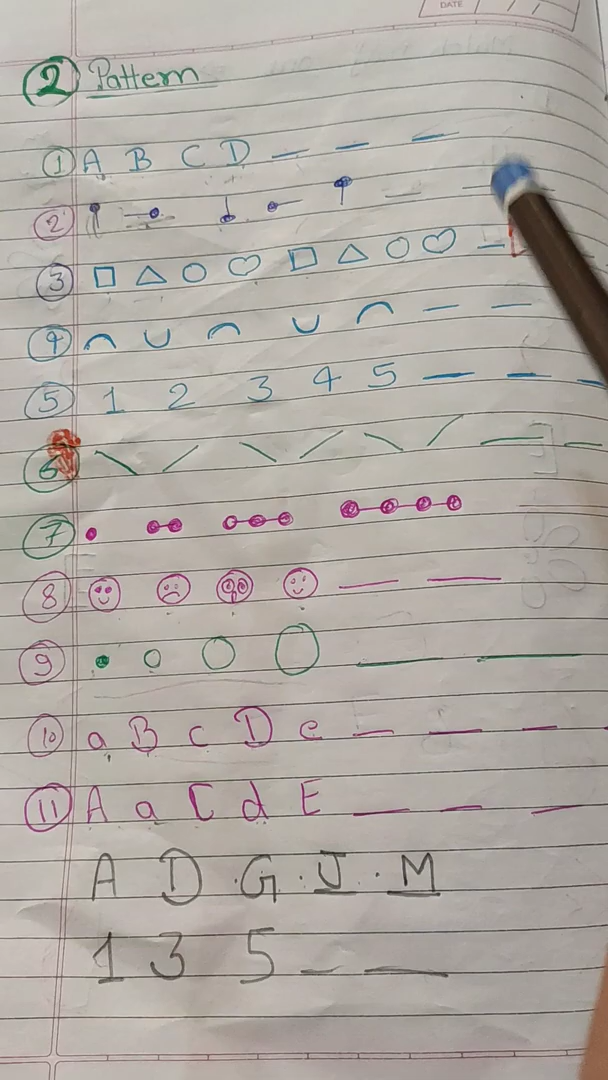 DATE
2 Pattern
1 A B C D _ _ _
2
3
4
5 1 2 3 4 5 _ _ _
6
7
8
9
10 a B c D e _ _ _
11 A a C d E _ _ _
A D . G . J . M
1 3 5 _ _